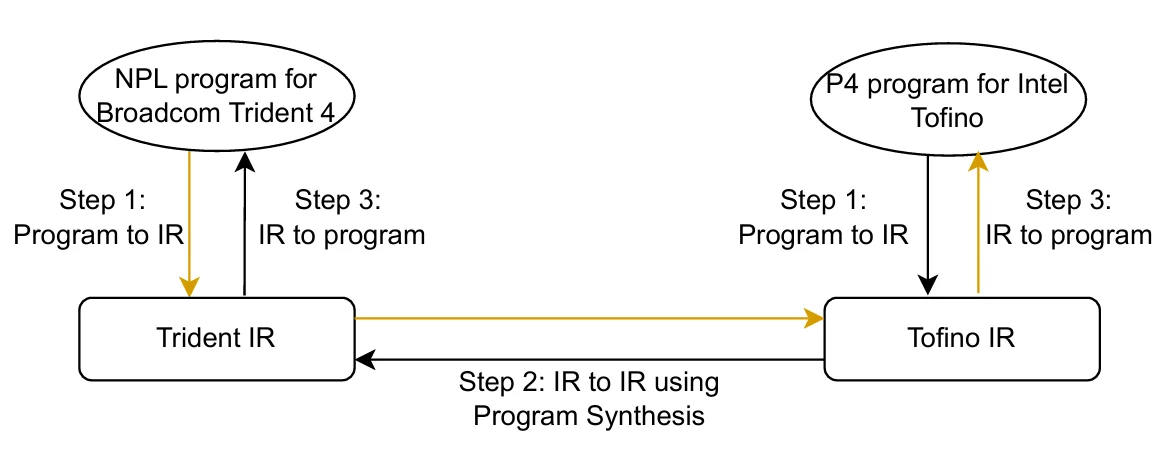 NPL program for
Broadcom Trident 4
P4 program for Intel
Tofino
Step 1:
Program to IR
Step 3:
IR to program
Step 1:
Program to IR
Step 3:
IR to program
Trident IR
Tofino IR
Step 2: IR to IR using
Program Synthesis